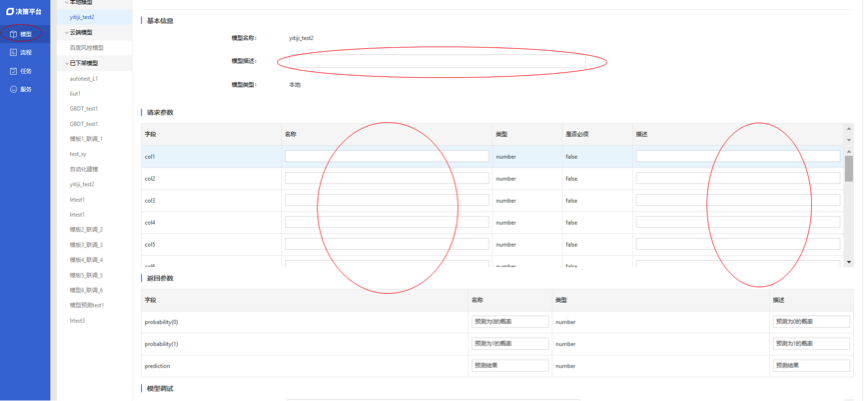 决策平台
模型
流程
任务
服务
本地模型
yitiji_test2
云端模型
百度风控模型
已下架模型
autotest_L1
liut1
GBDT_test1
GBDT_test1
模板1_联调_1
test_xy
自动化建模
yitiji_test2
lrtest1
lrtest1
模板2_联调_2
模板3_联调_3
模板4_联调_4
模板5_联调_5
模型6_联调_6
模型预测test1
lrtest3
基本信息
模型名称: yitiji_test2
模型描述:
模型类型: 本地
请求参数
字段 名称 类型 是否必须 描述
col1 number false
col2 number false
col3 number false
col4 number false
col5 number false
col6 number false
返回参数
字段 名称 类型 描述
probability(0) 预测为0的概率 number 预测为0的概率
probability(1) 预测为1的概率 number 预测为1的概率
prediction 预测结果 number 预测结果
模型调试